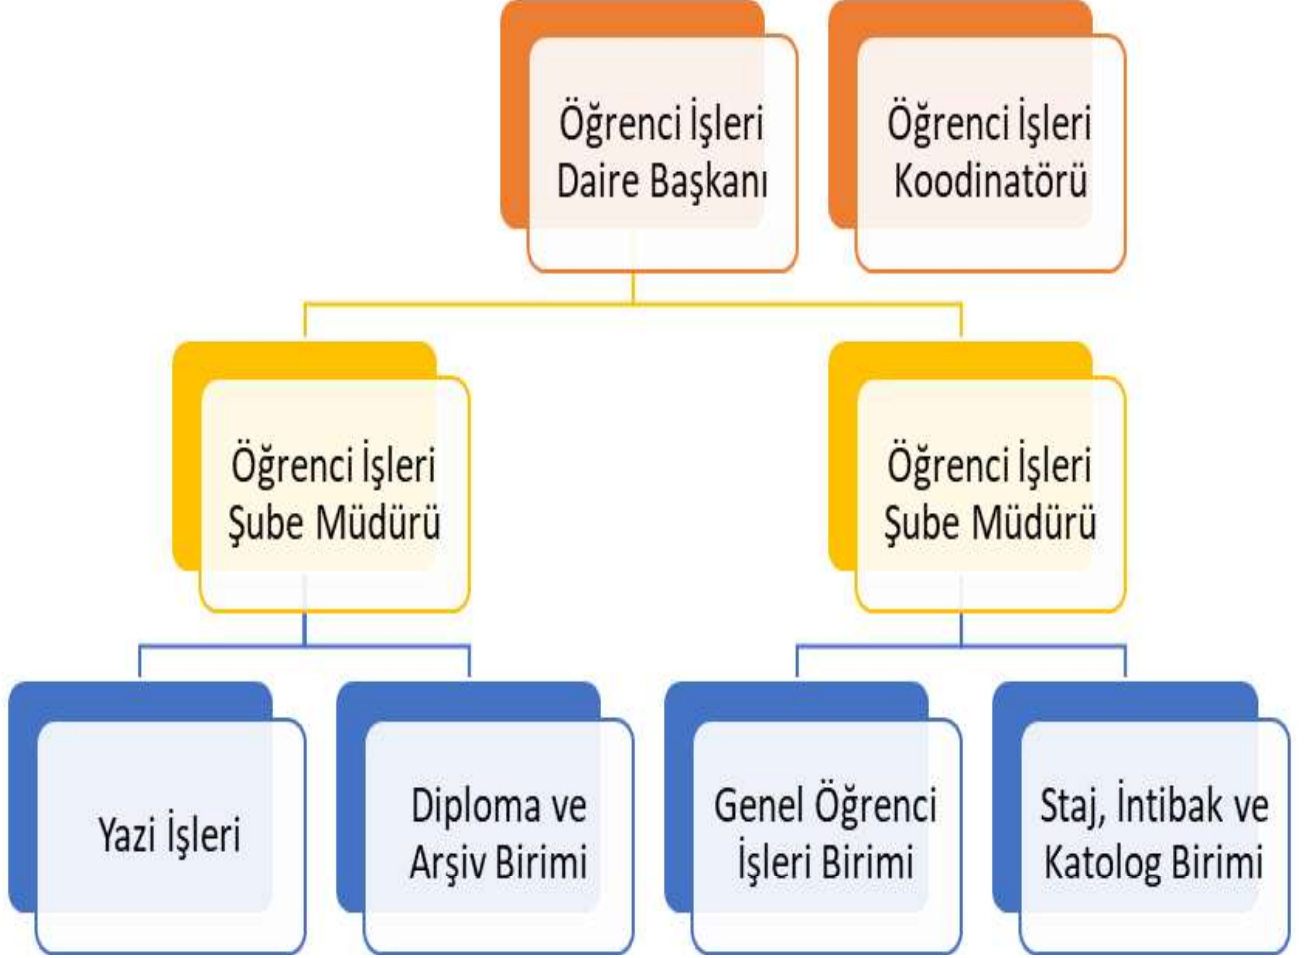 Öğrenci İşleri
Daire Başkanı
Öğrenci İşleri
Koodinatörü
Öğrenci İşleri
Şube Müdürü
Öğrenci İşleri
Şube Müdürü
Yazi İşleri
Diploma ve
Arşiv Birimi
Genel Öğrenci
İşleri Birimi
Staj, İntibak ve
Katolog Birimi